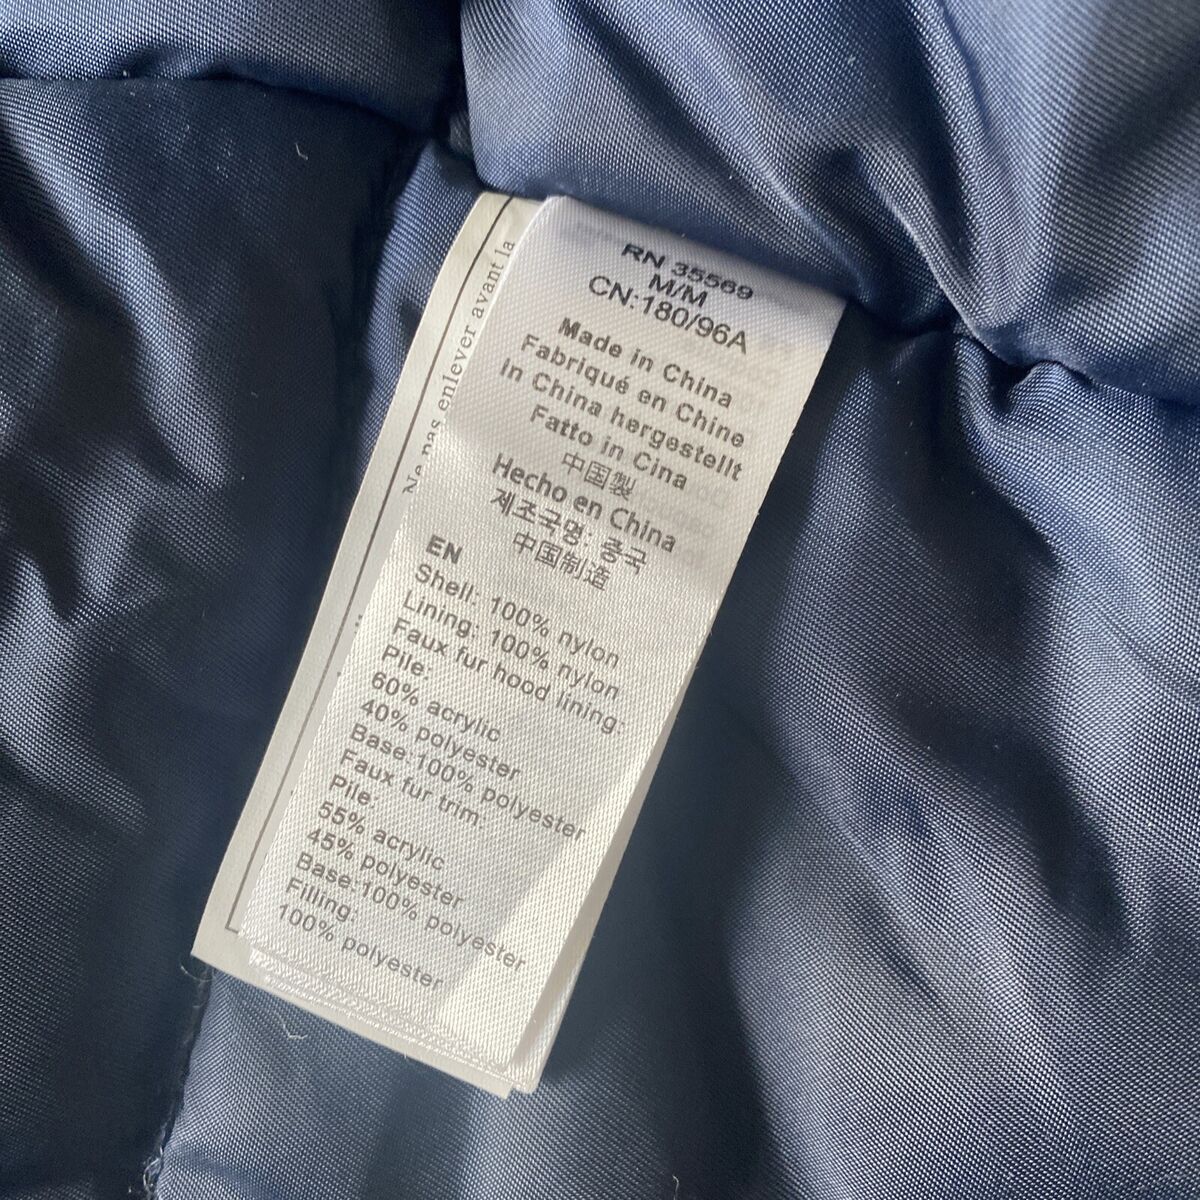 RN 35569
M/M
CN:180/96A
Made in China
Fabriqué en Chine
In China hergestellt
Fatto in Cina
中国製
Hecho en China
제조국명: 중국
中国制造
EN
Shell: 100% nylon
Lining: 100% nylon
Faux fur hood lining:
Pile:
60% acrylic
40% polyester
Base:100% polyester
Faux fur trim:
Pile:
55% acrylic
45% polyester
Base:100% polyester
Filling:
100% polyester
Ne pas enlever avant la